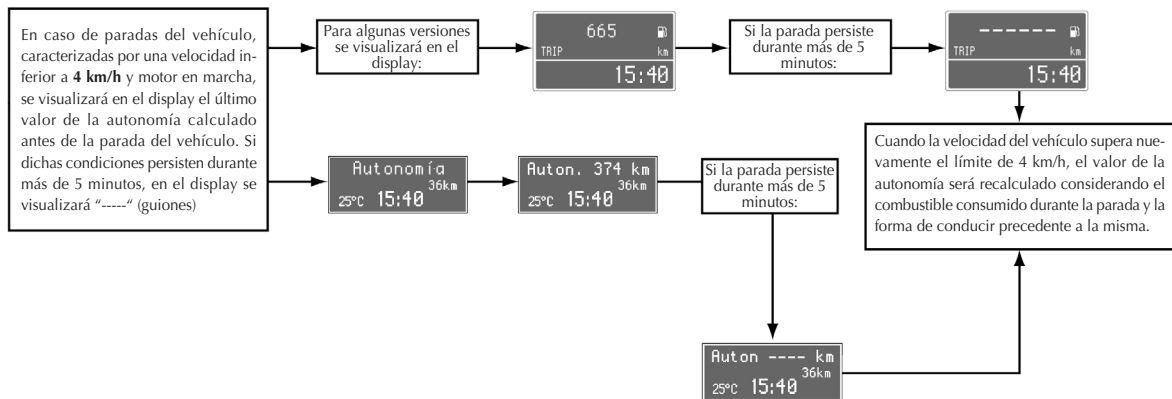 En caso de paradas del vehículo,
caracterizadas por una velocidad in-
ferior a 4 km/h y motor en marcha,
se visualizará en el display el último
valor de la autonomía calculado
antes de la parada del vehículo. Si
dichas condiciones persisten durante
más de 5 minutos, en el display se
visualizará “-----“ (guiones)
Para algunas versiones
se visualizará en el
display:
665
TRIP km
15:40
Si la parada persiste
durante más de 5
minutos:
------
TRIP km
15:40
Autonomía
36km
25°C 15:40
Auton. 374 km
36km
25°C 15:40
Si la parada persiste
durante más de 5
minutos:
Auton ---- km
36km
25°C 15:40
Cuando la velocidad del vehículo supera nue-
vamente el límite de 4 km/h, el valor de la
autonomía será recalculado considerando el
combustible consumido durante la parada y la
forma de conducir precedente a la misma.